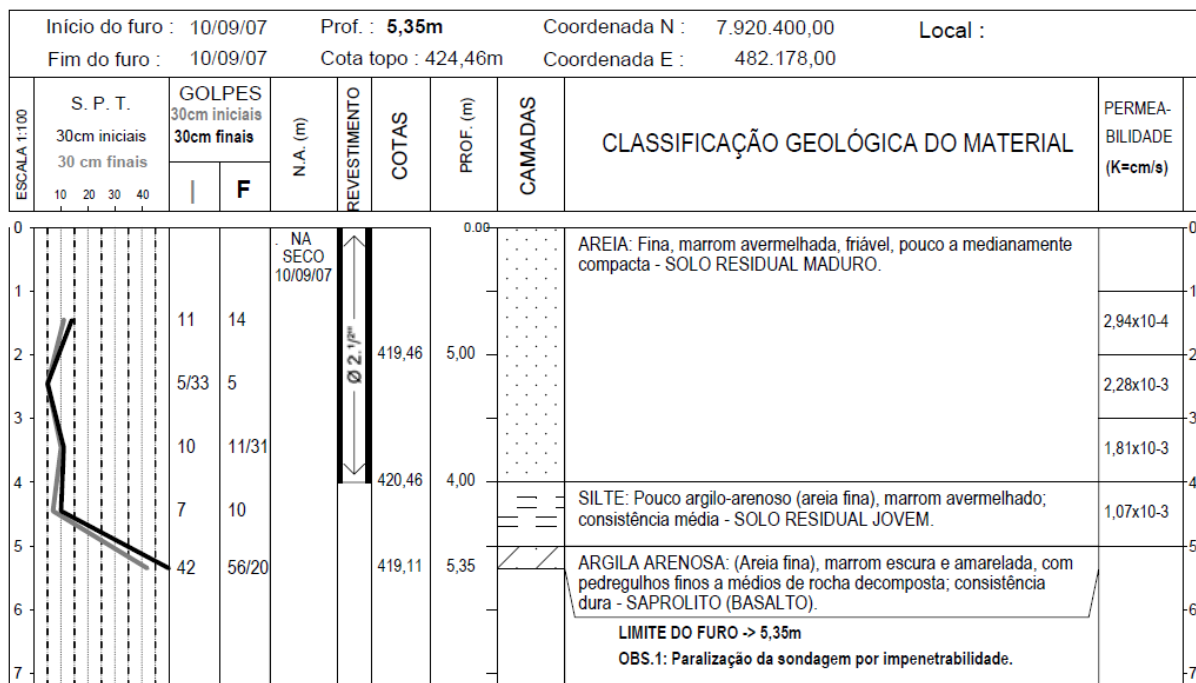 Início do furo : 10/09/07 Prof. : 5,35m Coordenada N : 7.920.400,00 Local :
Fim do furo : 10/09/07 Cota topo : 424,46m Coordenada E : 482.178,00
ESCALA 1:100
S. P. T.
30cm iniciais
30 cm finais
10 20 30 40
GOLPES
30cm iniciais
30cm finais
| F
N.A. (m)
REVESTIMENTO
COTAS
PROF. (m)
CAMADAS
CLASSIFICAÇÃO GEOLÓGICA DO MATERIAL
PERMEA-
BILIDADE
(K=cm/s)
0 NA 0.00 0
SECO
10/09/07
AREIA: Fina, marrom avermelhada, friável, pouco a medianamente
compacta - SOLO RESIDUAL MADURO.
1 1
11 14 2,94x10-4
Ø 2.1/2"
2 419,46 5,00 2
5/33 5 2,28x10-3
3 3
10 11/31 1,81x10-3
4 420,46 4,00 4
SILTE: Pouco argilo-arenoso (areia fina), marrom avermelhado;
consistência média - SOLO RESIDUAL JOVEM.
7 10 1,07x10-3
5 5
42 56/20 419,11 5,35
ARGILA ARENOSA: (Areia fina), marrom escura e amarelada, com
pedregulhos finos a médios de rocha decomposta; consistência
dura - SAPROLITO (BASALTO).
6 6
LIMITE DO FURO -> 5,35m
OBS.1: Paralização da sondagem por impenetrabilidade.
7 7